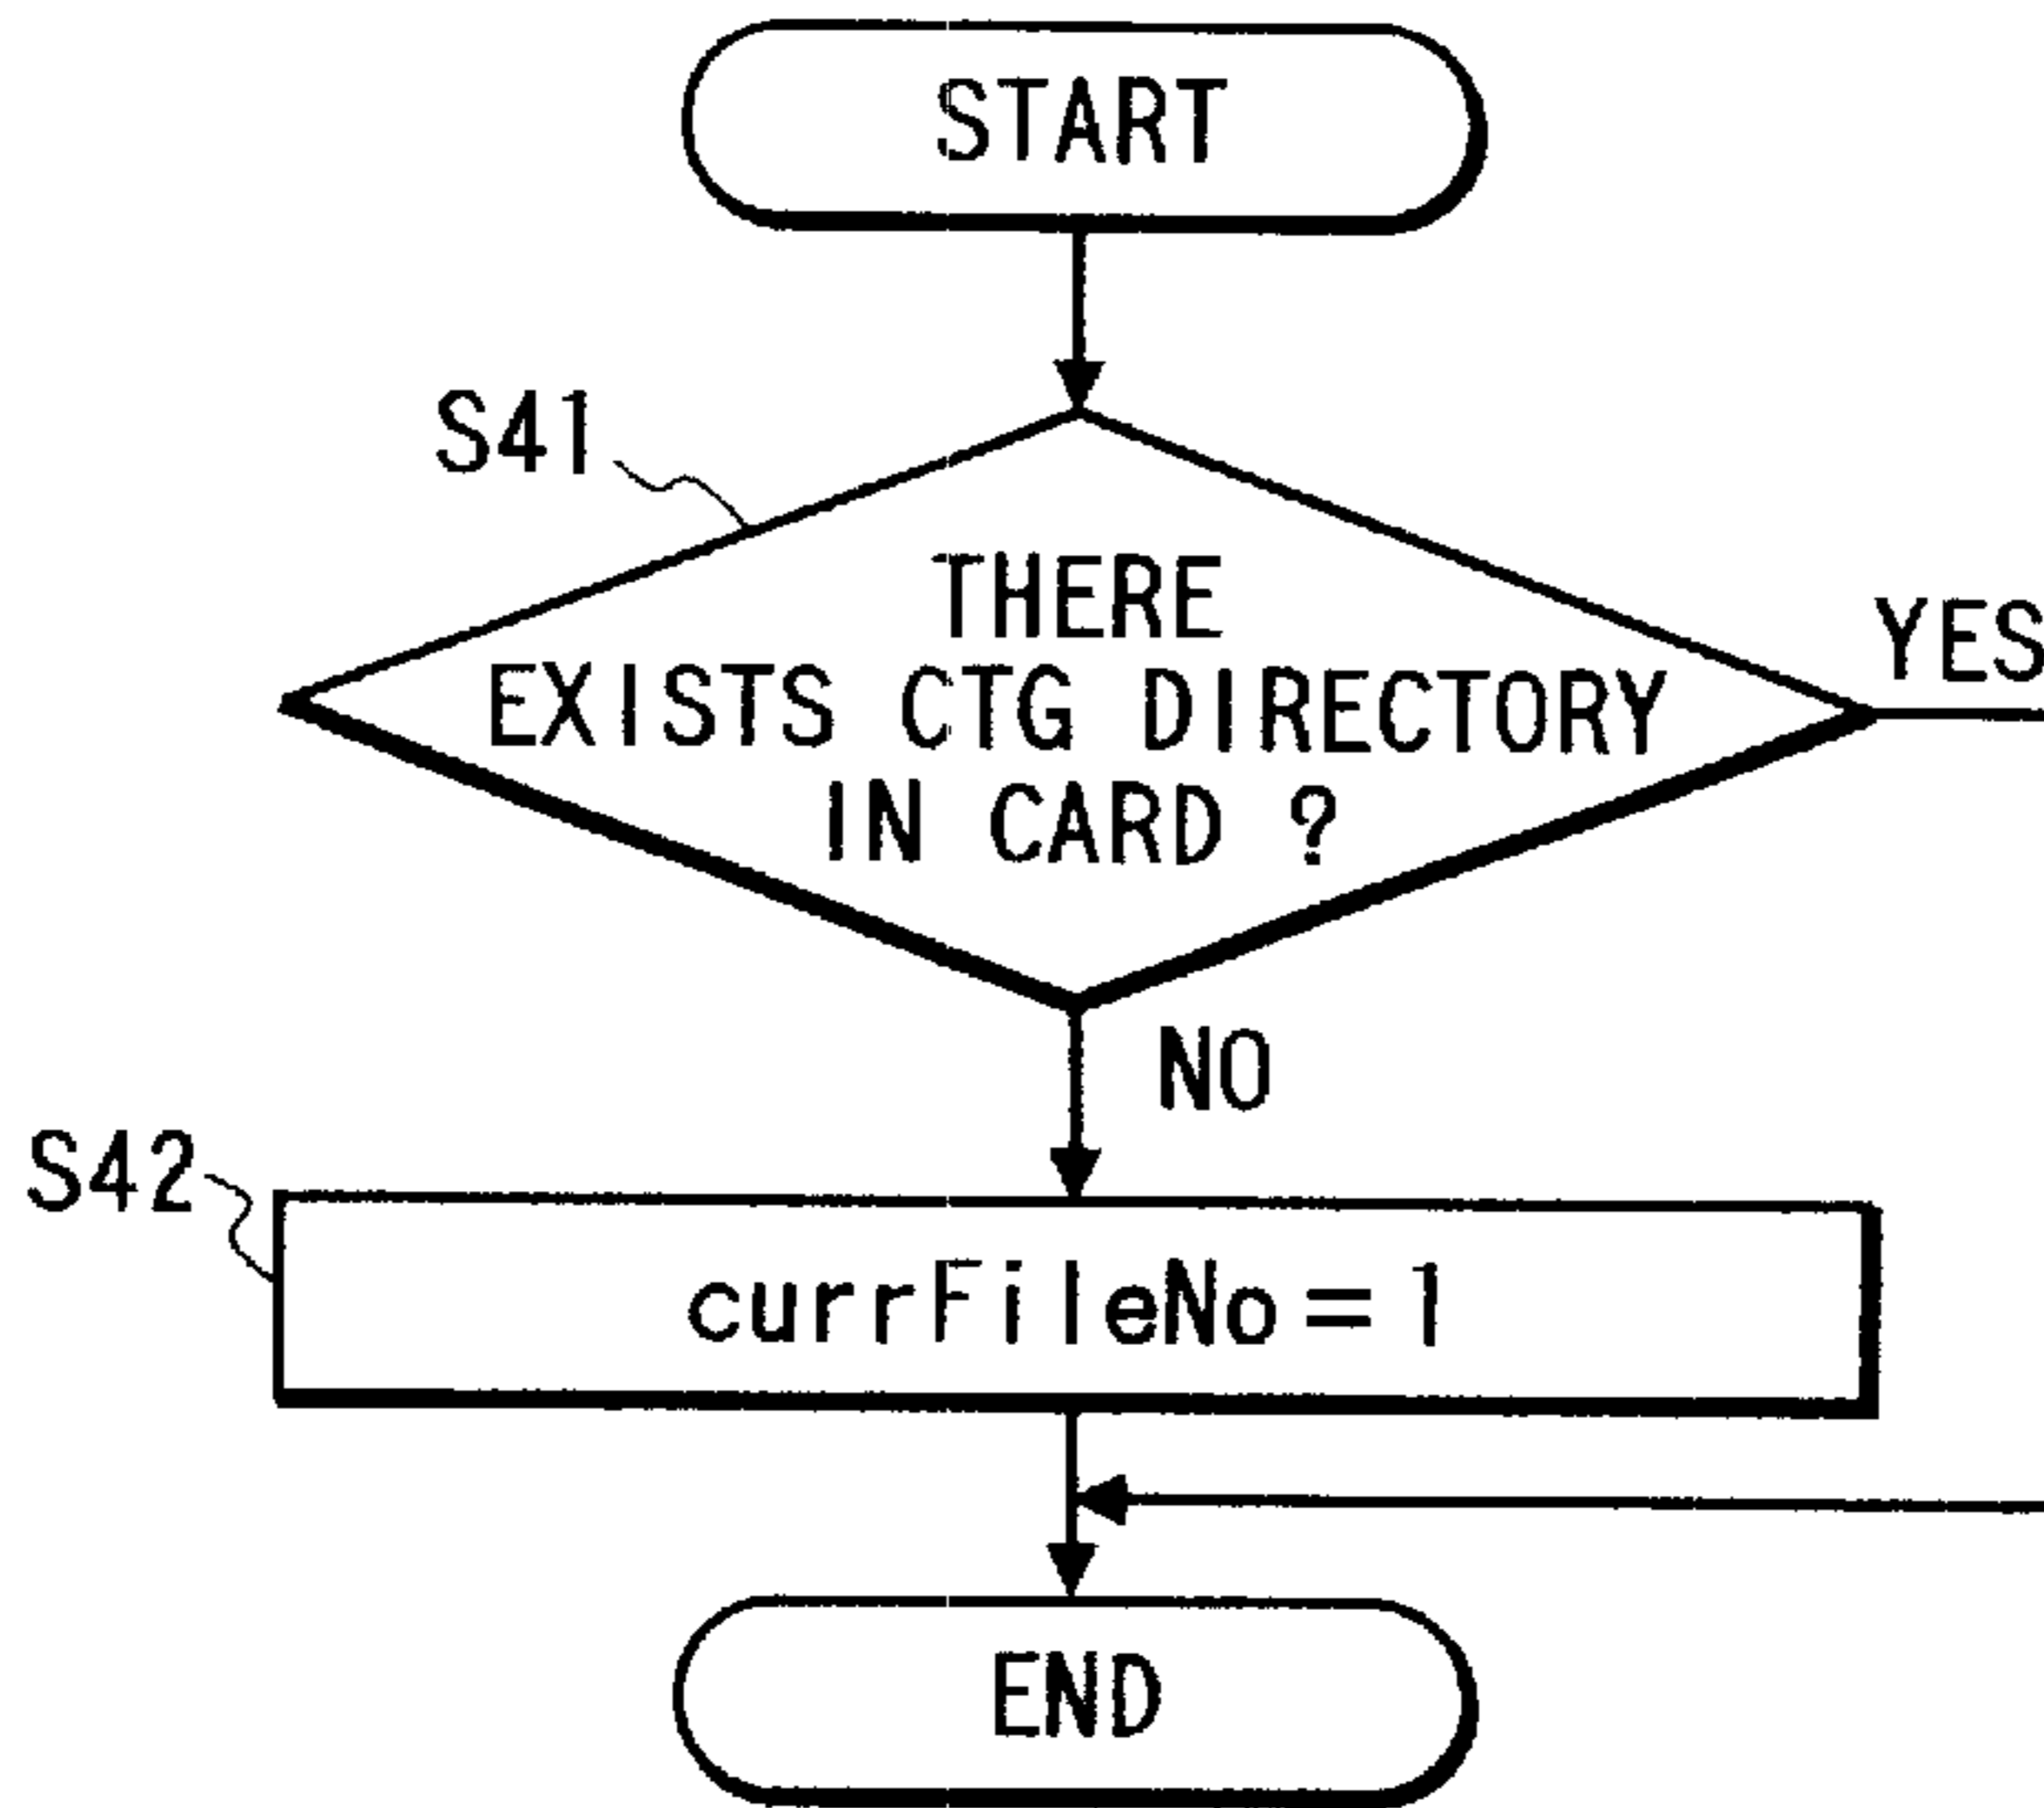 START
S41
THERE
EXISTS CTG DIRECTORY
IN CARD ?
YES
NO
S42
currFileNo=1
END